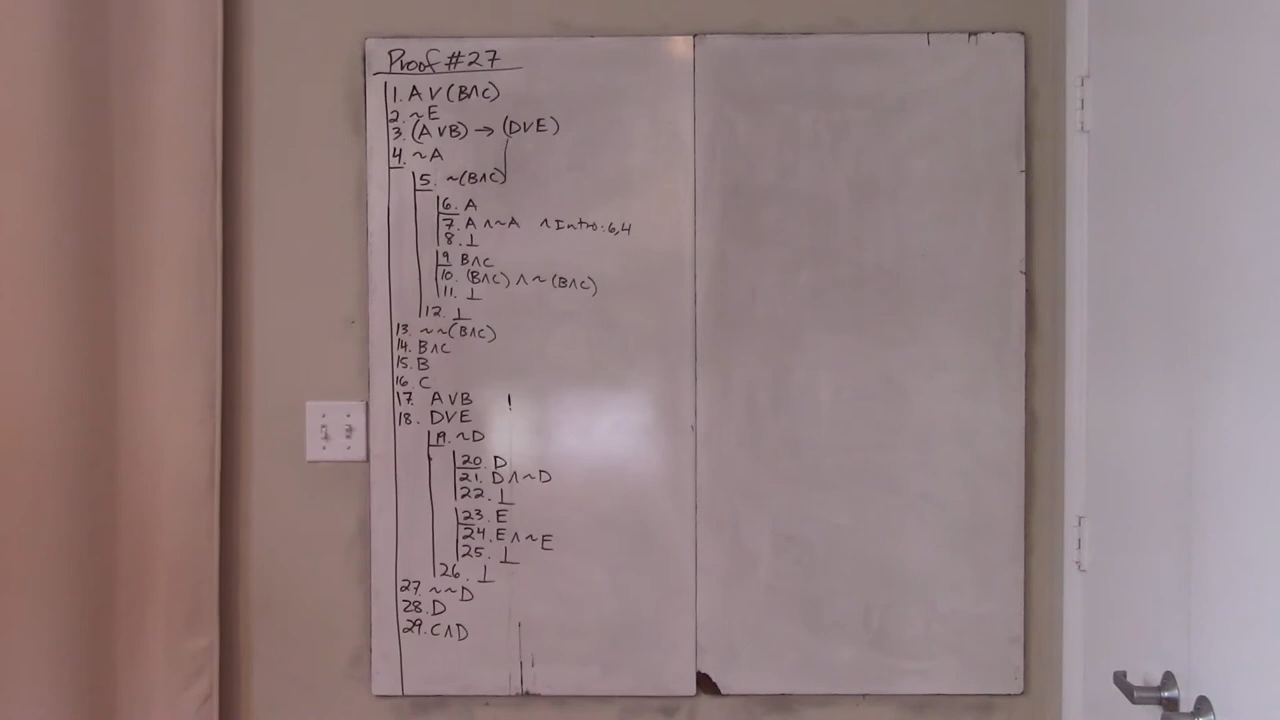 Proof #27
1. A ∨ (B∧C)
2. ~E
3. (A∨B) → (D∨E)
4. ~A
5. ~(B∧C)
6. A
7. A ∧ ~A ∧ Intro: 6,4
8. ⊥
9 B∧C
10. (B∧C) ∧ ~(B∧C)
11. ⊥
12. ⊥
13. ~~(B∧C)
14. B∧C
15. B
16. C
17. A∨B
18. D∨E
19. ~D
20. D
21. D∧~D
22. ⊥
23. E
24. E∧~E
25. ⊥
26. ⊥
27. ~~D
28. D
29. C∧D